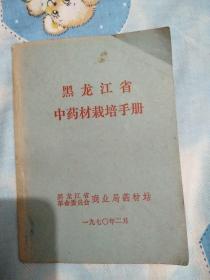 黑龙江省
中药材栽培手册
黑龙江省
革命委员会 商业局药材站
一九七〇年二月